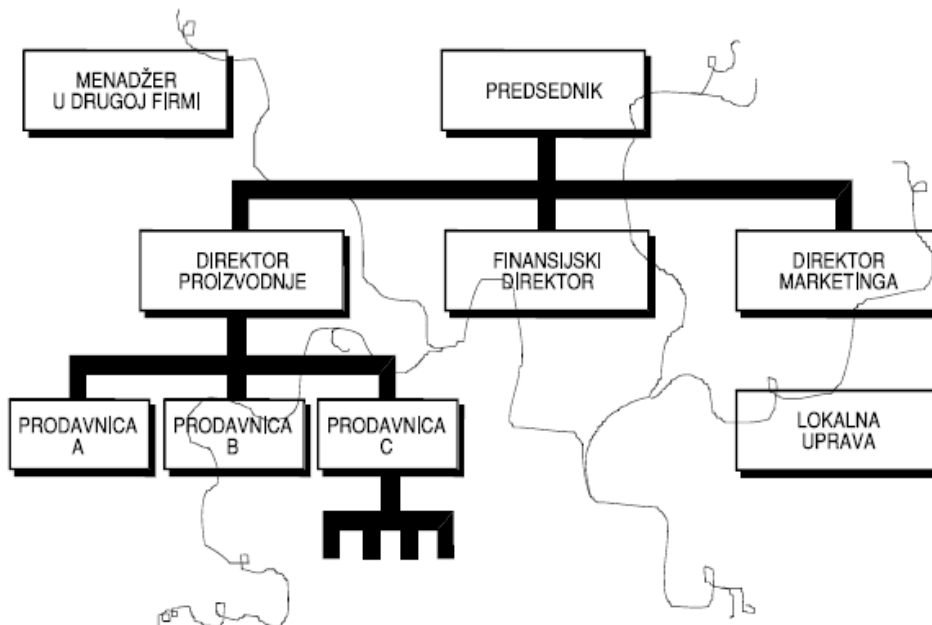 MENADŽER
U DRUGOJ FIRMI
PREDSEDNIK
DIREKTOR
PROIZVODNJE
FINANSIJSKI
DIREKTOR
DIREKTOR
MARKETINGA
PRODAVNICA
A
PRODAVNICA
B
PRODAVNICA
C
LOKALNA
UPRAVA